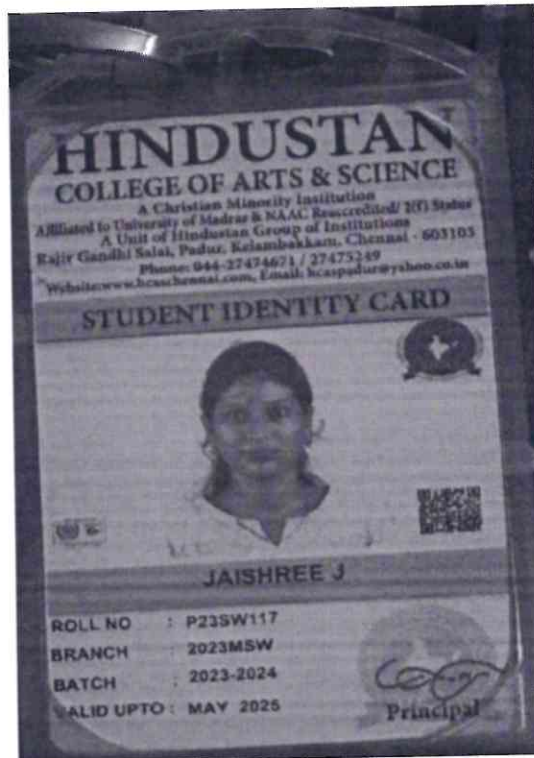 HINDUSTAN
COLLEGE OF ARTS & SCIENCE
A Christian Minority Institution
Affiliated to University of Madras & NAAC Reaccredited/ 2(f) Status
A Unit of Hindustan Group of Institutions
Rajir Gandhi Salai, Padur, Kelambakkam, Chennai - 603103
Phone: 044-27474671 / 27475249
Website:www.hcaschennai.com, Email: hcaspadur@yahoo.co.in
STUDENT IDENTITY CARD
JAISHREE J
ROLL NO : P23SW117
BRANCH : 2023MSW
BATCH : 2023-2024
VALID UPTO : MAY 2025
Principal